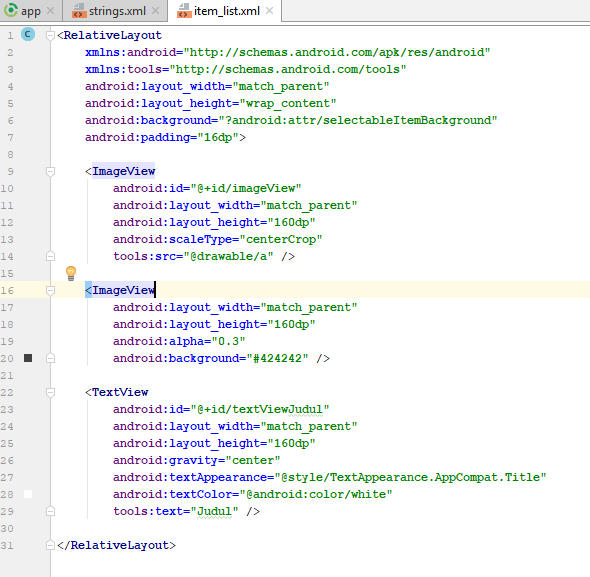 app strings.xml item_list.xml
1 C <RelativeLayout
2 xmlns:android="http://schemas.android.com/apk/res/android"
3 xmlns:tools="http://schemas.android.com/tools"
4 android:layout_width="match_parent"
5 android:layout_height="wrap_content"
6 android:background="?android:attr/selectableItemBackground"
7 android:padding="16dp">
8
9 <ImageView
10 android:id="@+id/imageView"
11 android:layout_width="match_parent"
12 android:layout_height="160dp"
13 android:scaleType="centerCrop"
14 tools:src="@drawable/a" />
15
16 <ImageView
17 android:layout_width="match_parent"
18 android:layout_height="160dp"
19 android:alpha="0.3"
20 android:background="#424242" />
21
22 <TextView
23 android:id="@+id/textViewJudul"
24 android:layout_width="match_parent"
25 android:layout_height="160dp"
26 android:gravity="center"
27 android:textAppearance="@style/TextAppearance.AppCompat.Title"
28 android:textColor="@android:color/white"
29 tools:text="Judul" />
30
31 </RelativeLayout>